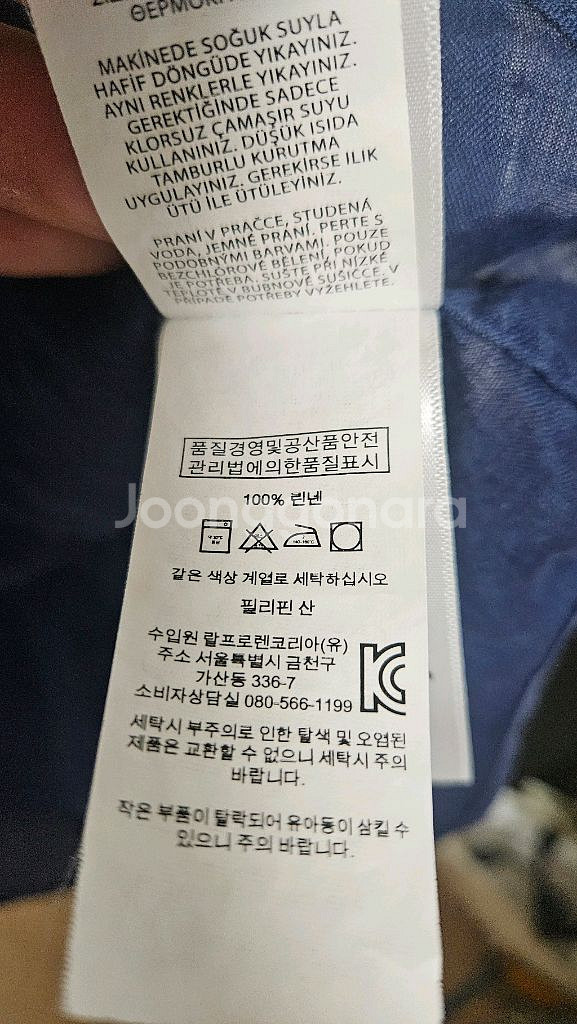 MAKİNEDE SOĞUK SUYLA
HAFİF DÖNGÜDE YIKAYINIZ.
AYNI RENKLERLE YIKAYINIZ.
GEREKTİĞİNDE SADECE
KLORSUZ ÇAMAŞIR SUYU
KULLANINIZ. DÜŞÜK ISIDA
TAMBURLU KURUTMA
UYGULAYINIZ. GEREKİRSE ILIK
ÜTÜ İLE ÜTÜLEYİNİZ.
PRANÍ V PRAČCE, STUDENÁ
VODA, JEMNÉ PRANÍ, PERTE S
PODOBNÝMI BARVAMI. POUZE
BEZCHLÓROVÉ BĚLENÍ, POKUD
JE POTŘEBA, SUŠTE PŘI NÍZKÉ
TEPLOTĚ V BUBNOVÉ SUŠIČCE. V
PŘÍPADĚ POTŘEBY VYŽEHLETE.
품질경영및공산품안전
관리법에의한품질표시
100% 린넨
같은 색상 계열로 세탁하십시오
필리핀 산
수입원 랄프로렌코리아(유)
주소 서울특별시 금천구
가산동 336-7
소비자상담실 080-566-1199
KC
세탁시 부주의로 인한 탈색 및 오염된
제품은 교환할 수 없으니 세탁시 주의
바랍니다.
작은 부품이 탈락되어 유아동이 삼킬 수
있으니 주의 바랍니다.
Joonggonara